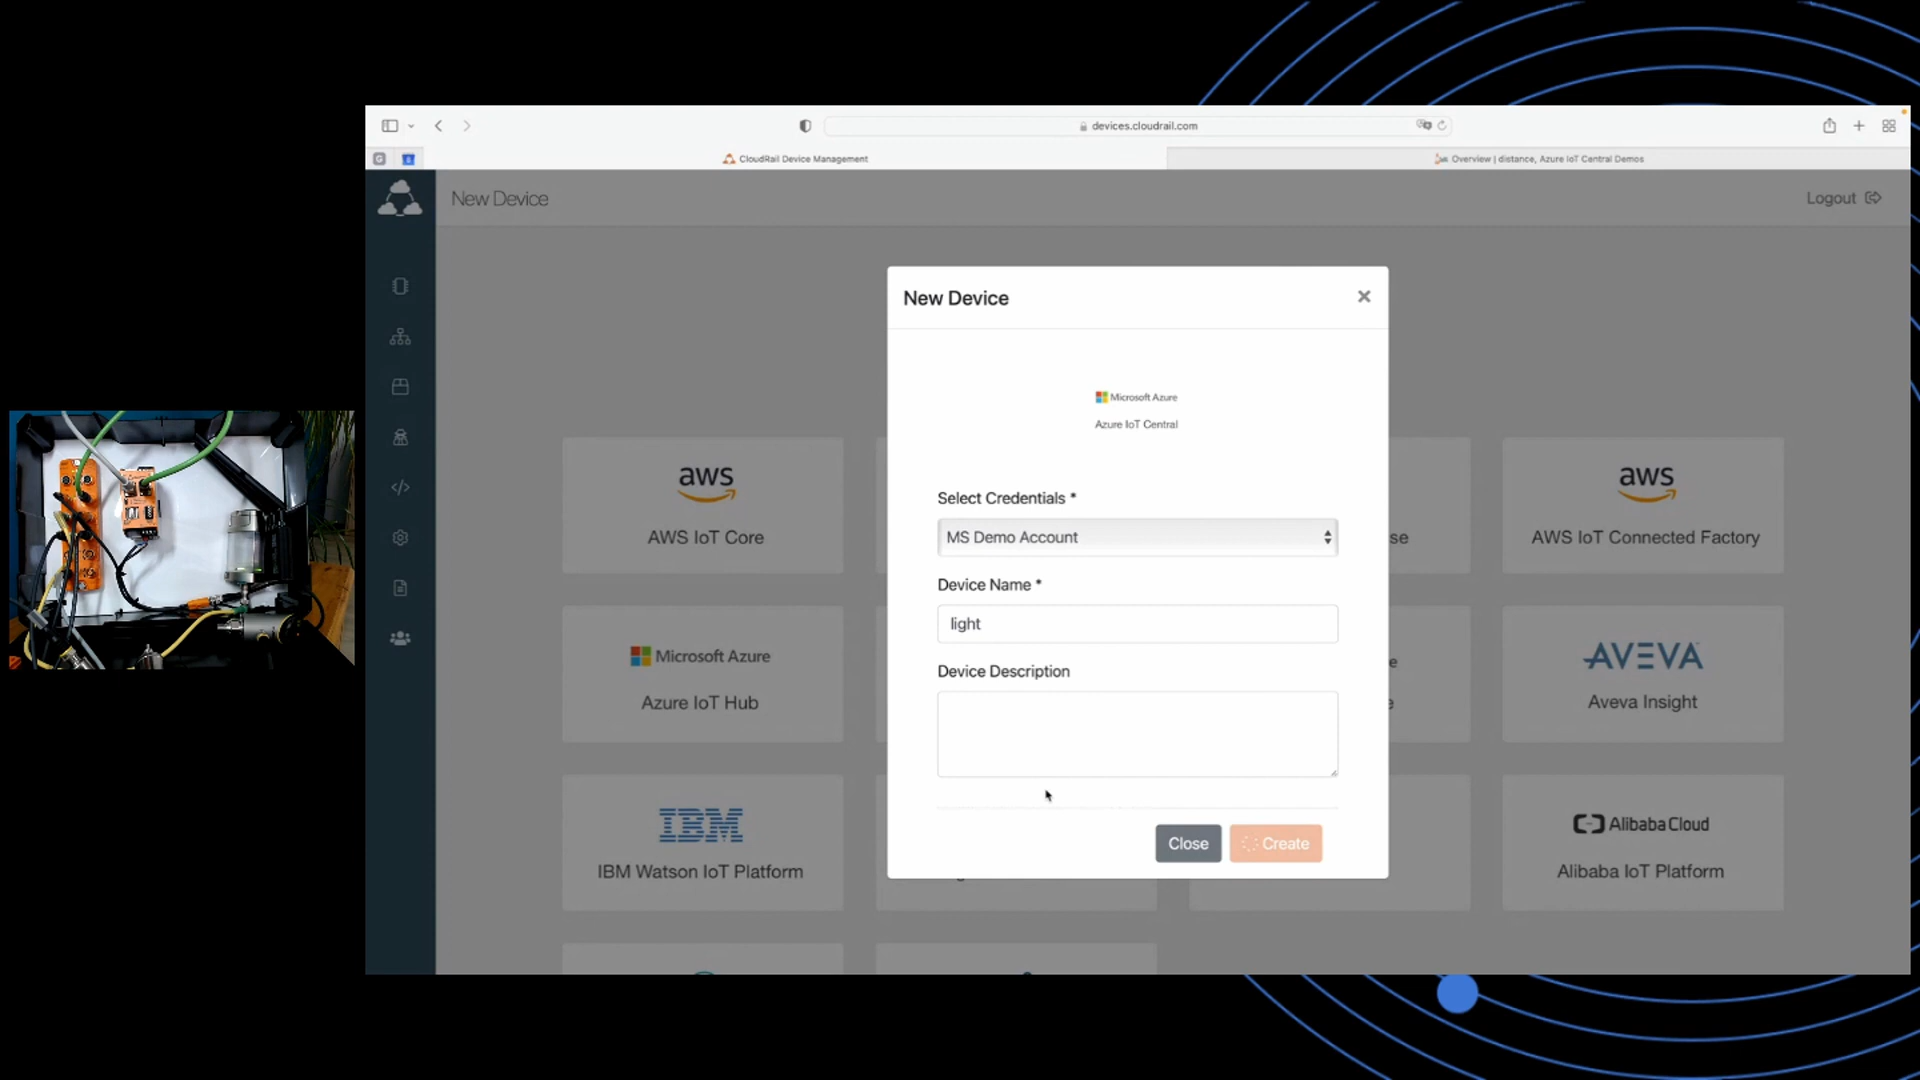 devices.cloudrail.com
CloudRail Device Management
Overview | distance, Azure IoT Central Demos
New Device
Logout
New Device
×
Microsoft Azure
Azure IoT Central
Select Credentials *
MS Demo Account
Device Name *
light
Device Description
Close
Create
aws
AWS IoT Core
se
aws
AWS IoT Connected Factory
Microsoft Azure
Azure IoT Hub
e
e
AVEVA
Aveva Insight
IBM
IBM Watson IoT Platform
Alibaba Cloud
Alibaba IoT Platform